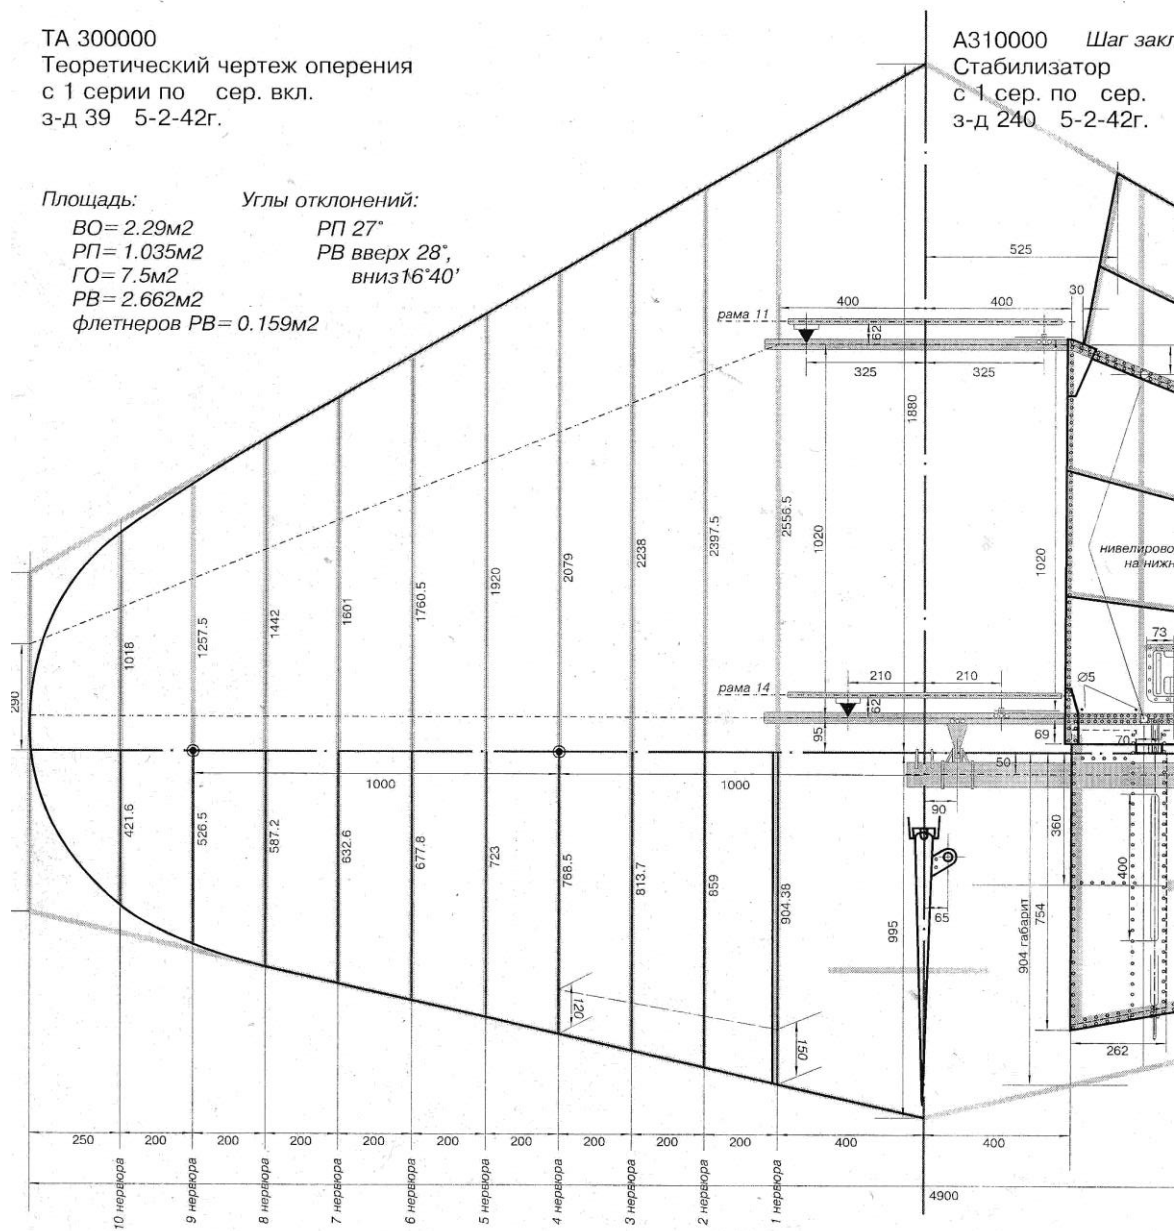 ТА 300000
Теоретический чертеж оперения
с 1 серии по сер. вкл.
з-д 39 5-2-42г.
А310000 Шаг закл
Стабилизатор
с 1 сер. по сер.
з-д 240 5-2-42г.
Площадь:
ВО= 2.29м2
РП= 1.035м2
ГО= 7.5м2
РВ= 2.662м2
флетнеров РВ= 0.159м2
Углы отклонений:
РП 27°
РВ вверх 28°,
вниз16°40'
525
400
400
30
рама 11
62
325
325
1880
1018
1257.5
1442
1601
1760.5
1920
2079
2238
2397.5
2556.5
1020
1020
нивелирово
на нижн
73
290
рама 14
210
210
62
Ø5
95
69
70
50
1000
1000
90
421.6
526.5
587.2
632.6
677.8
723
768.5
813.7
859
904.38
995
65
360
400
904 габарит
754
120
150
262
250
200
200
200
200
200
200
200
200
200
400
400
10 нервюра
9 нервюра
8 нервюра
7 нервюра
6 нервюра
5 нервюра
4 нервюра
3 нервюра
2 нервюра
1 нервюра
4900